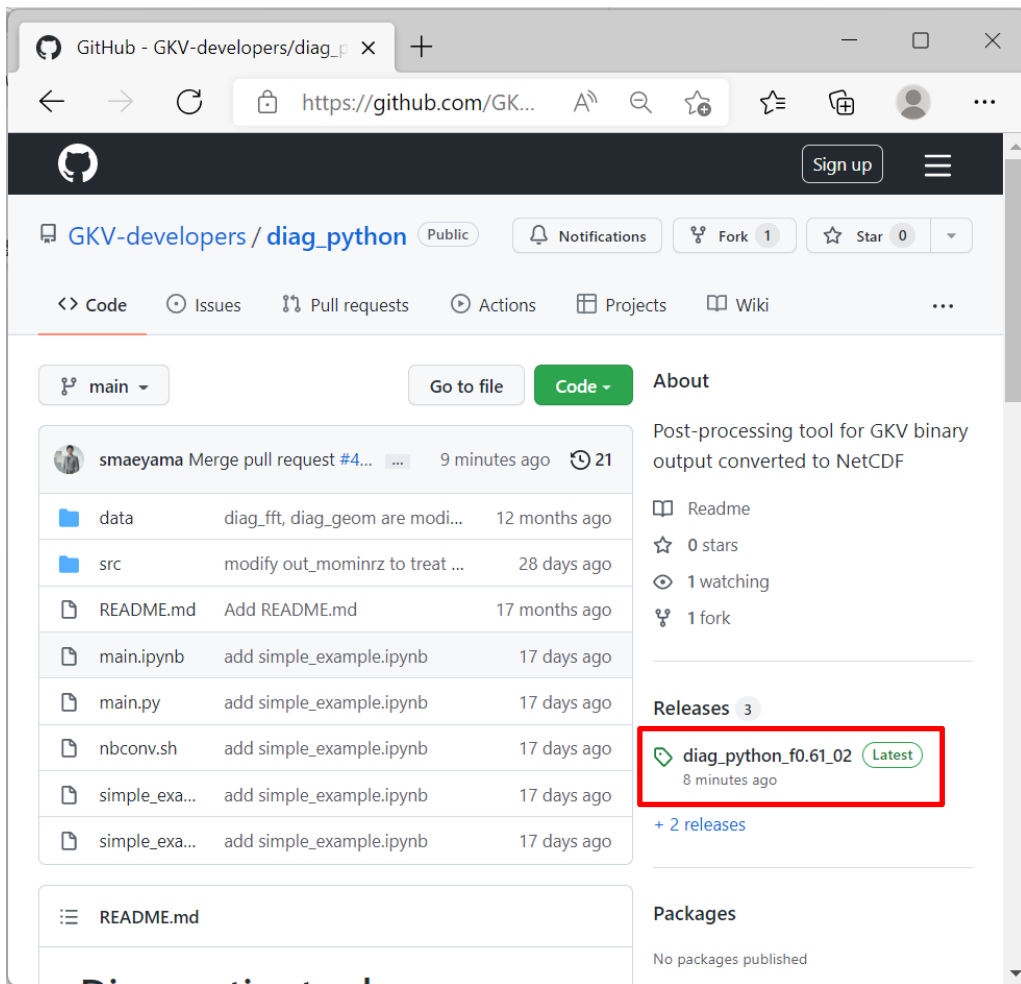 GitHub - GKV-developers/diag_p
https://github.com/GK...
Sign up
GKV-developers / diag_python Public
Notifications Fork 1 Star 0
Code Issues Pull requests Actions Projects Wiki ...
main Go to file Code
smaeyama Merge pull request #4... ... 9 minutes ago 21
data diag_fft, diag_geom are modi... 12 months ago
src modify out_mominrz to treat ... 28 days ago
README.md Add README.md 17 months ago
main.ipynb add simple_example.ipynb 17 days ago
main.py add simple_example.ipynb 17 days ago
nbconv.sh add simple_example.ipynb 17 days ago
simple_exa... add simple_example.ipynb 17 days ago
simple_exa... add simple_example.ipynb 17 days ago
README.md
About
Post-processing tool for GKV binary
output converted to NetCDF
Readme
0 stars
1 watching
1 fork
Releases 3
diag_python_f0.61_02 Latest
8 minutes ago
+ 2 releases
Packages
No packages published